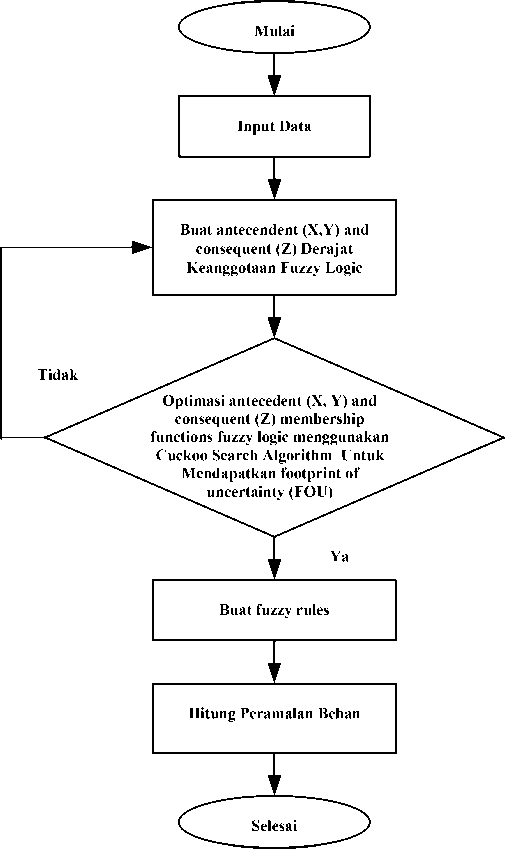 Mulai
Input Data
Buat antecendent (X,Y) and
consequent (Z) Derajat
Keanggotaan Fuzzy Logic
Tidak
Optimasi antecedent (X, Y) and
consequent (Z) membership
functions fuzzy logic menggunakan
Cuckoo Search Algorithm Untuk
Mendapatkan footprint of
uncertainty (FOU)
Ya
Buat fuzzy rules
Hitung Peramalan Beban
Selesai